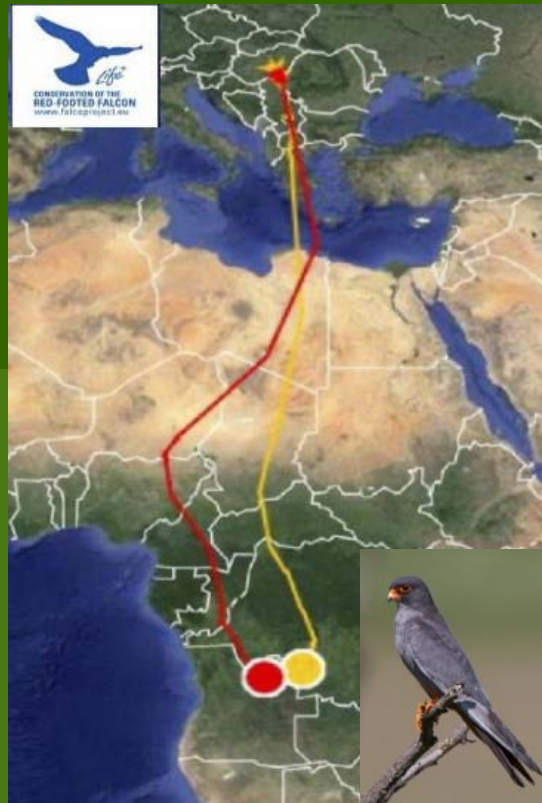 Life+
CONSERVATION OF THE
RED-FOOTED FALCON
www.falcoproject.eu